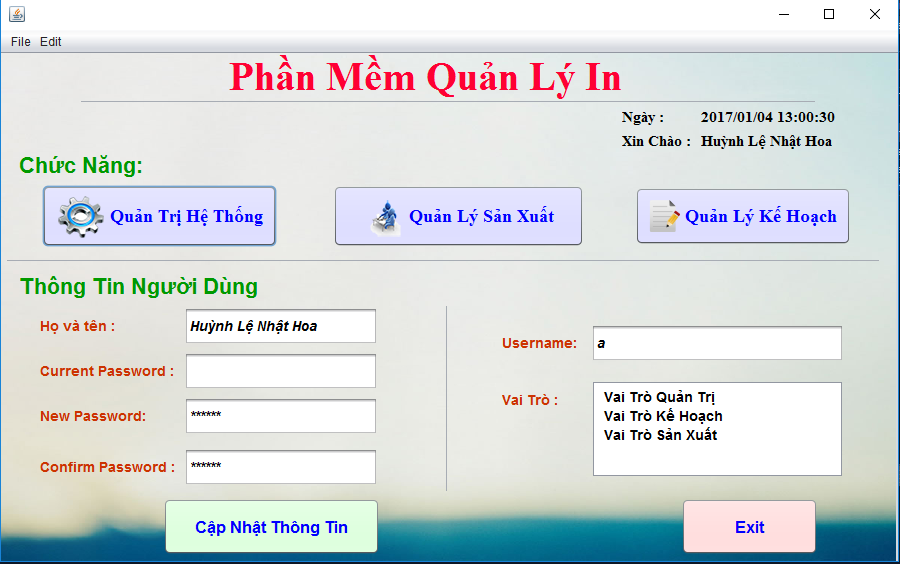 File Edit
Phần Mềm Quản Lý In
Ngày : 2017/01/04 13:00:30
Xin Chào : Huỳnh Lệ Nhật Hoa
Chức Năng:
Quản Trị Hệ Thống Quản Lý Sản Xuất Quản Lý Kế Hoạch
Thông Tin Người Dùng
Họ và tên : Huỳnh Lệ Nhật Hoa
Current Password :
New Password: ******
Confirm Password : ******
Username: a
Vai Trò : Vai Trò Quản Trị
Vai Trò Kế Hoạch
Vai Trò Sản Xuất
Cập Nhật Thông Tin Exit